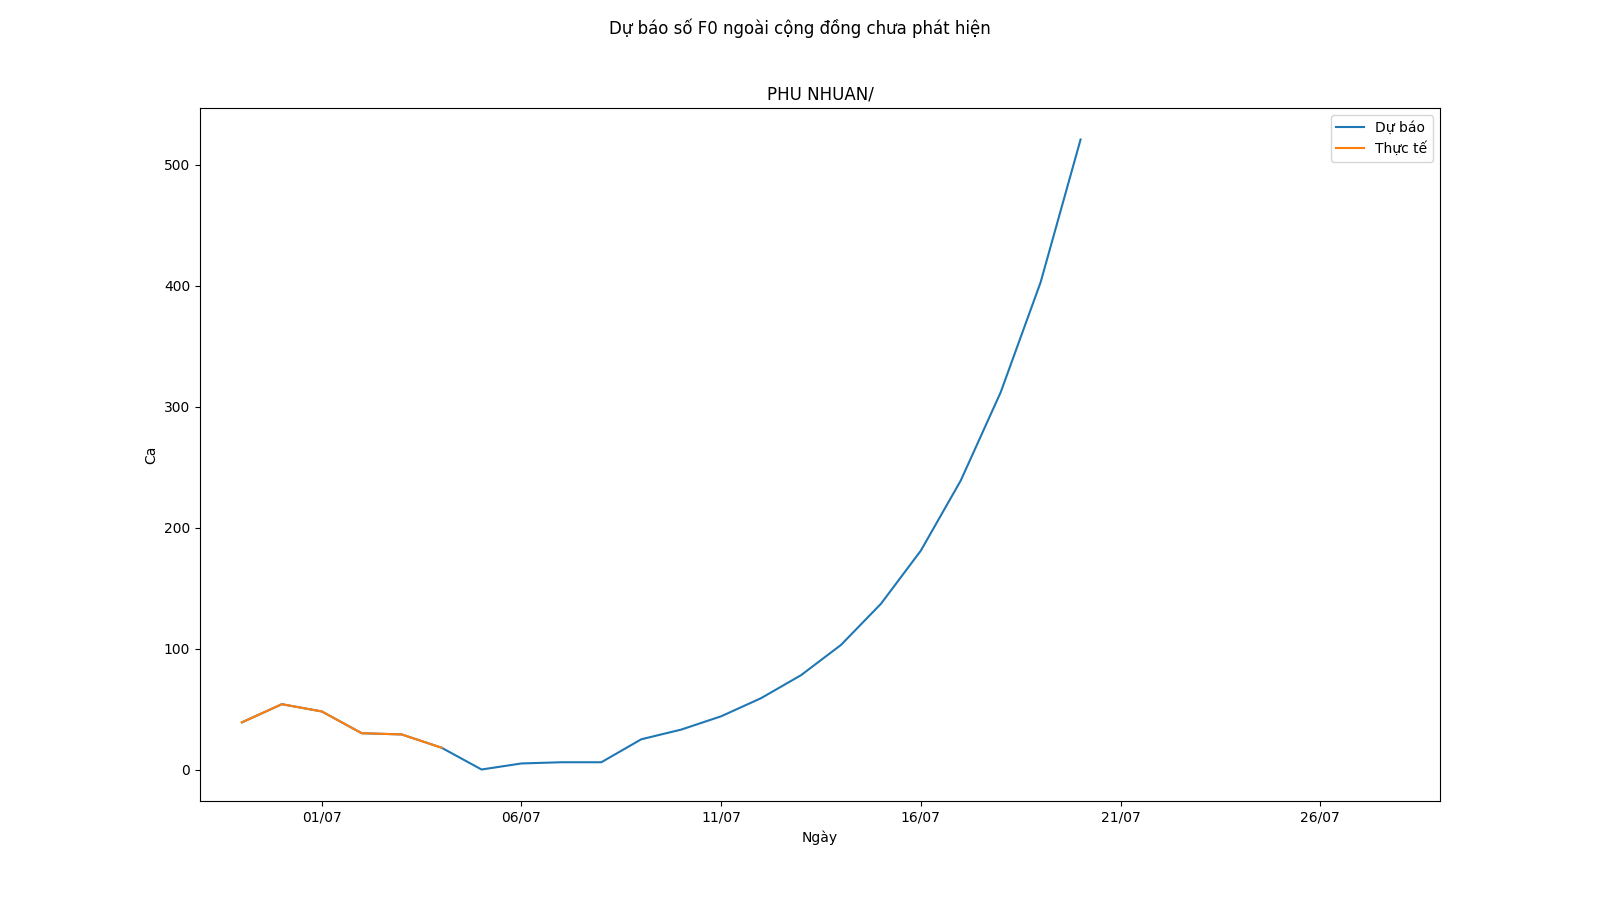 Dự báo số F0 ngoài cộng đồng chưa phát hiện
PHU NHUAN/
Dự báo
Thực tế
500
400
300
200
100
0
Ca
01/07
06/07
11/07
16/07
21/07
26/07
Ngày